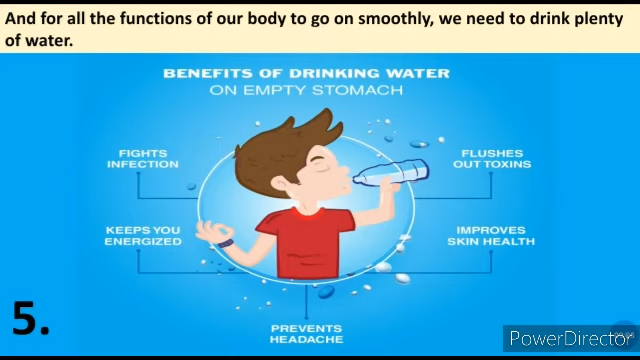 And for all the functions of our body to go on smoothly, we need to drink plenty
of water.
BENEFITS OF DRINKING WATER
ON EMPTY STOMACH
FIGHTS
INFECTION
FLUSHES
OUT TOXINS
KEEPS YOU
ENERGIZED
IMPROVES
SKIN HEALTH
PREVENTS
HEADACHE
5.
PowerDirector